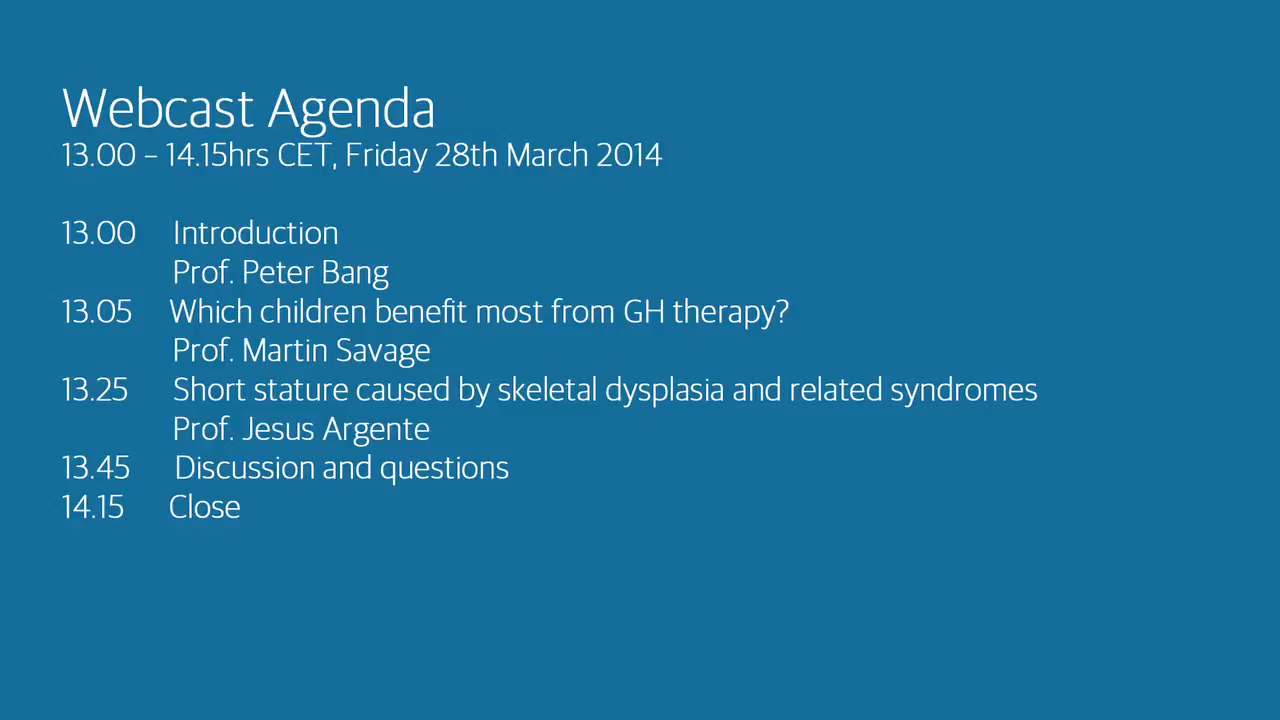 Webcast Agenda
13.00 – 14.15hrs CET, Friday 28th March 2014
13.00 Introduction
Prof. Peter Bang
13.05 Which children benefit most from GH therapy?
Prof. Martin Savage
13.25 Short stature caused by skeletal dysplasia and related syndromes
Prof. Jesus Argente
13.45 Discussion and questions
14.15 Close